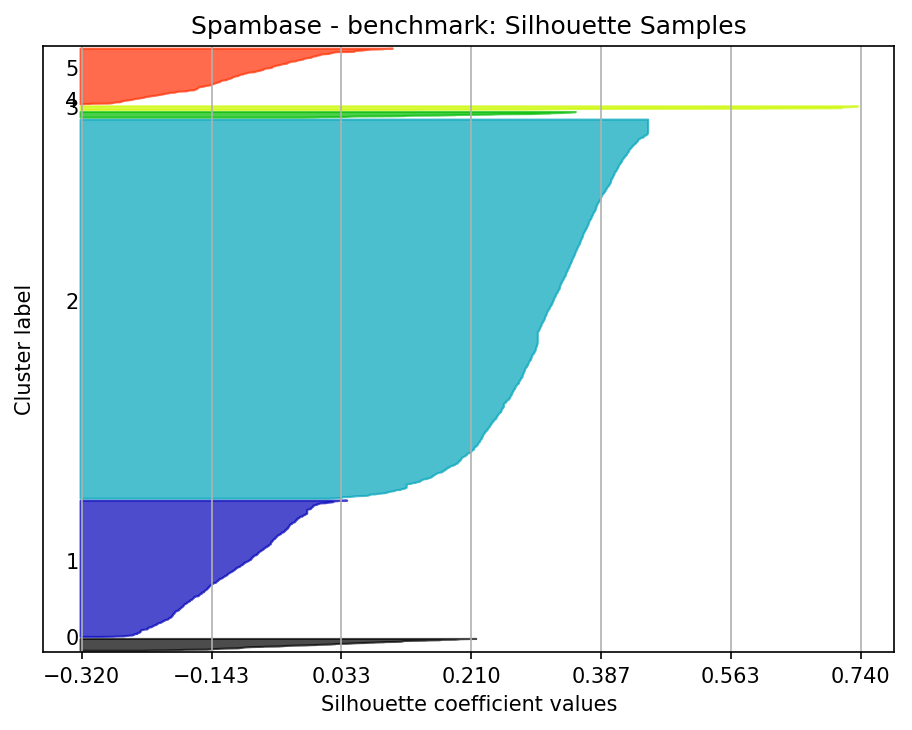 Spambase - benchmark: Silhouette Samples
5
4
3
2
1
0
Cluster label
−0.320 −0.143 0.033 0.210 0.387 0.563 0.740
Silhouette coefficient values